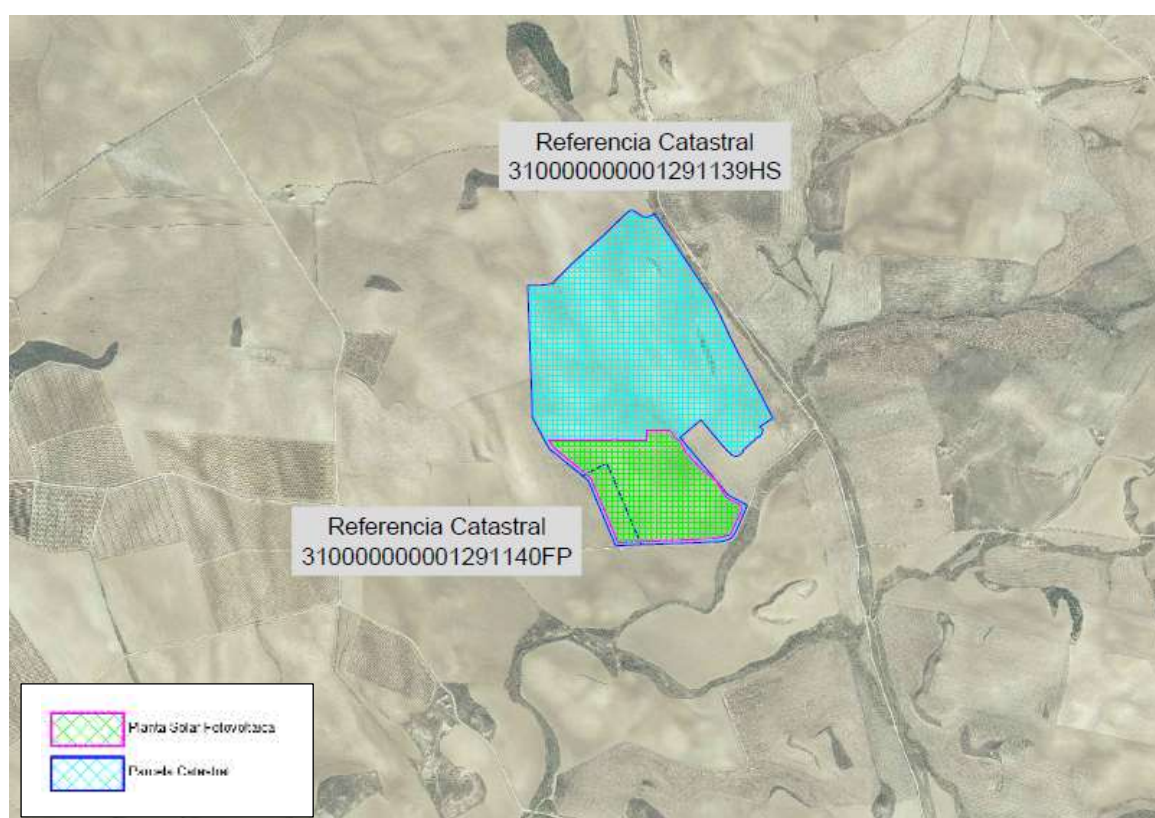 Referencia Catastral
310000000001291139HS
Referencia Catastral
310000000001291140FP
Planta Solar Fotovoltaica
Parcela Catastral